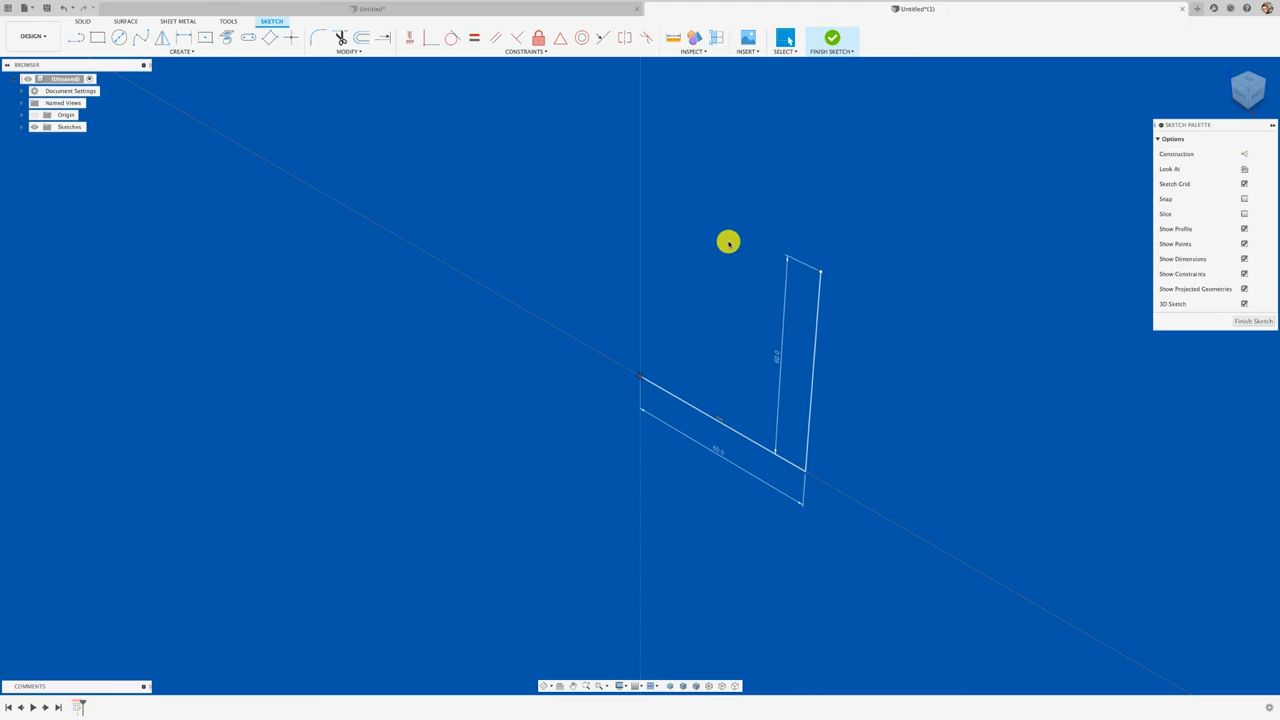 Untitled*
Untitled*(1)
DESIGN
SOLID
SURFACE
SHEET METAL
TOOLS
SKETCH
CREATE
MODIFY
CONSTRAINTS
INSPECT
INSERT
SELECT
FINISH SKETCH
BROWSER
(Unsaved)
Document Settings
Named Views
Origin
Sketches
SKETCH PALETTE
Options
Construction
Look At
Sketch Grid
Snap
Slice
Show Profile
Show Points
Show Dimensions
Show Constraints
Show Projected Geometries
3D Sketch
Finish Sketch
COMMENTS